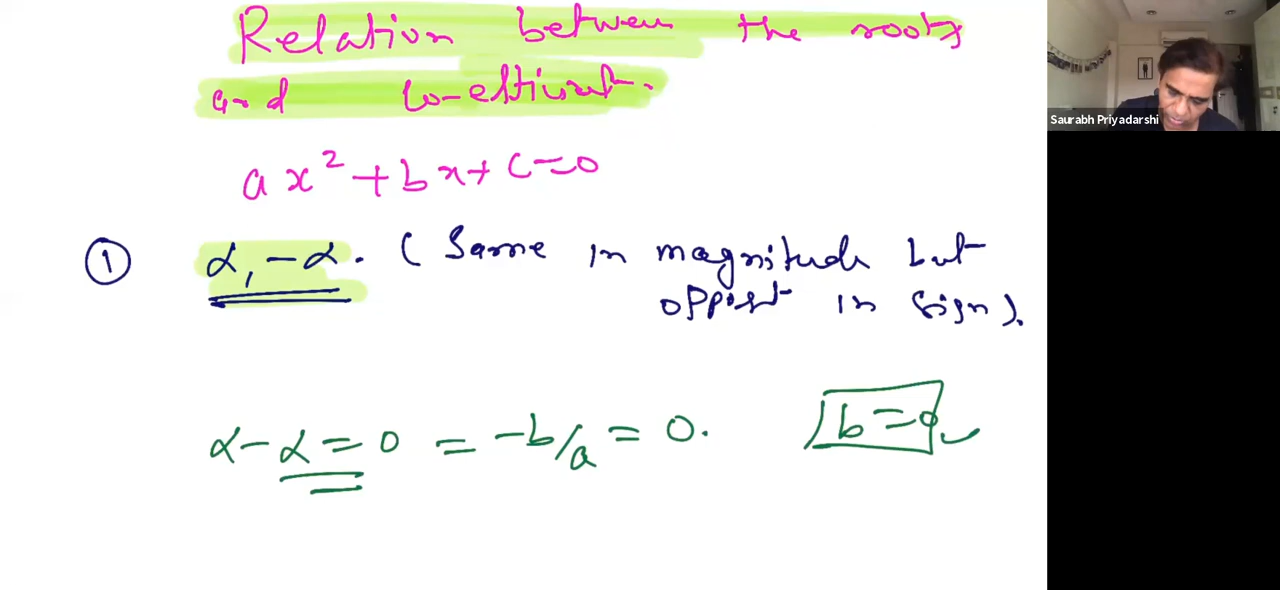 Relation between the roots
and co-efficient.
ax² + bx + c = 0
① α, -α. (Same in magnitude but
opposit in sign).
α - α = 0 = -b/a = 0. b = 0
Saurabh Priyadarshi